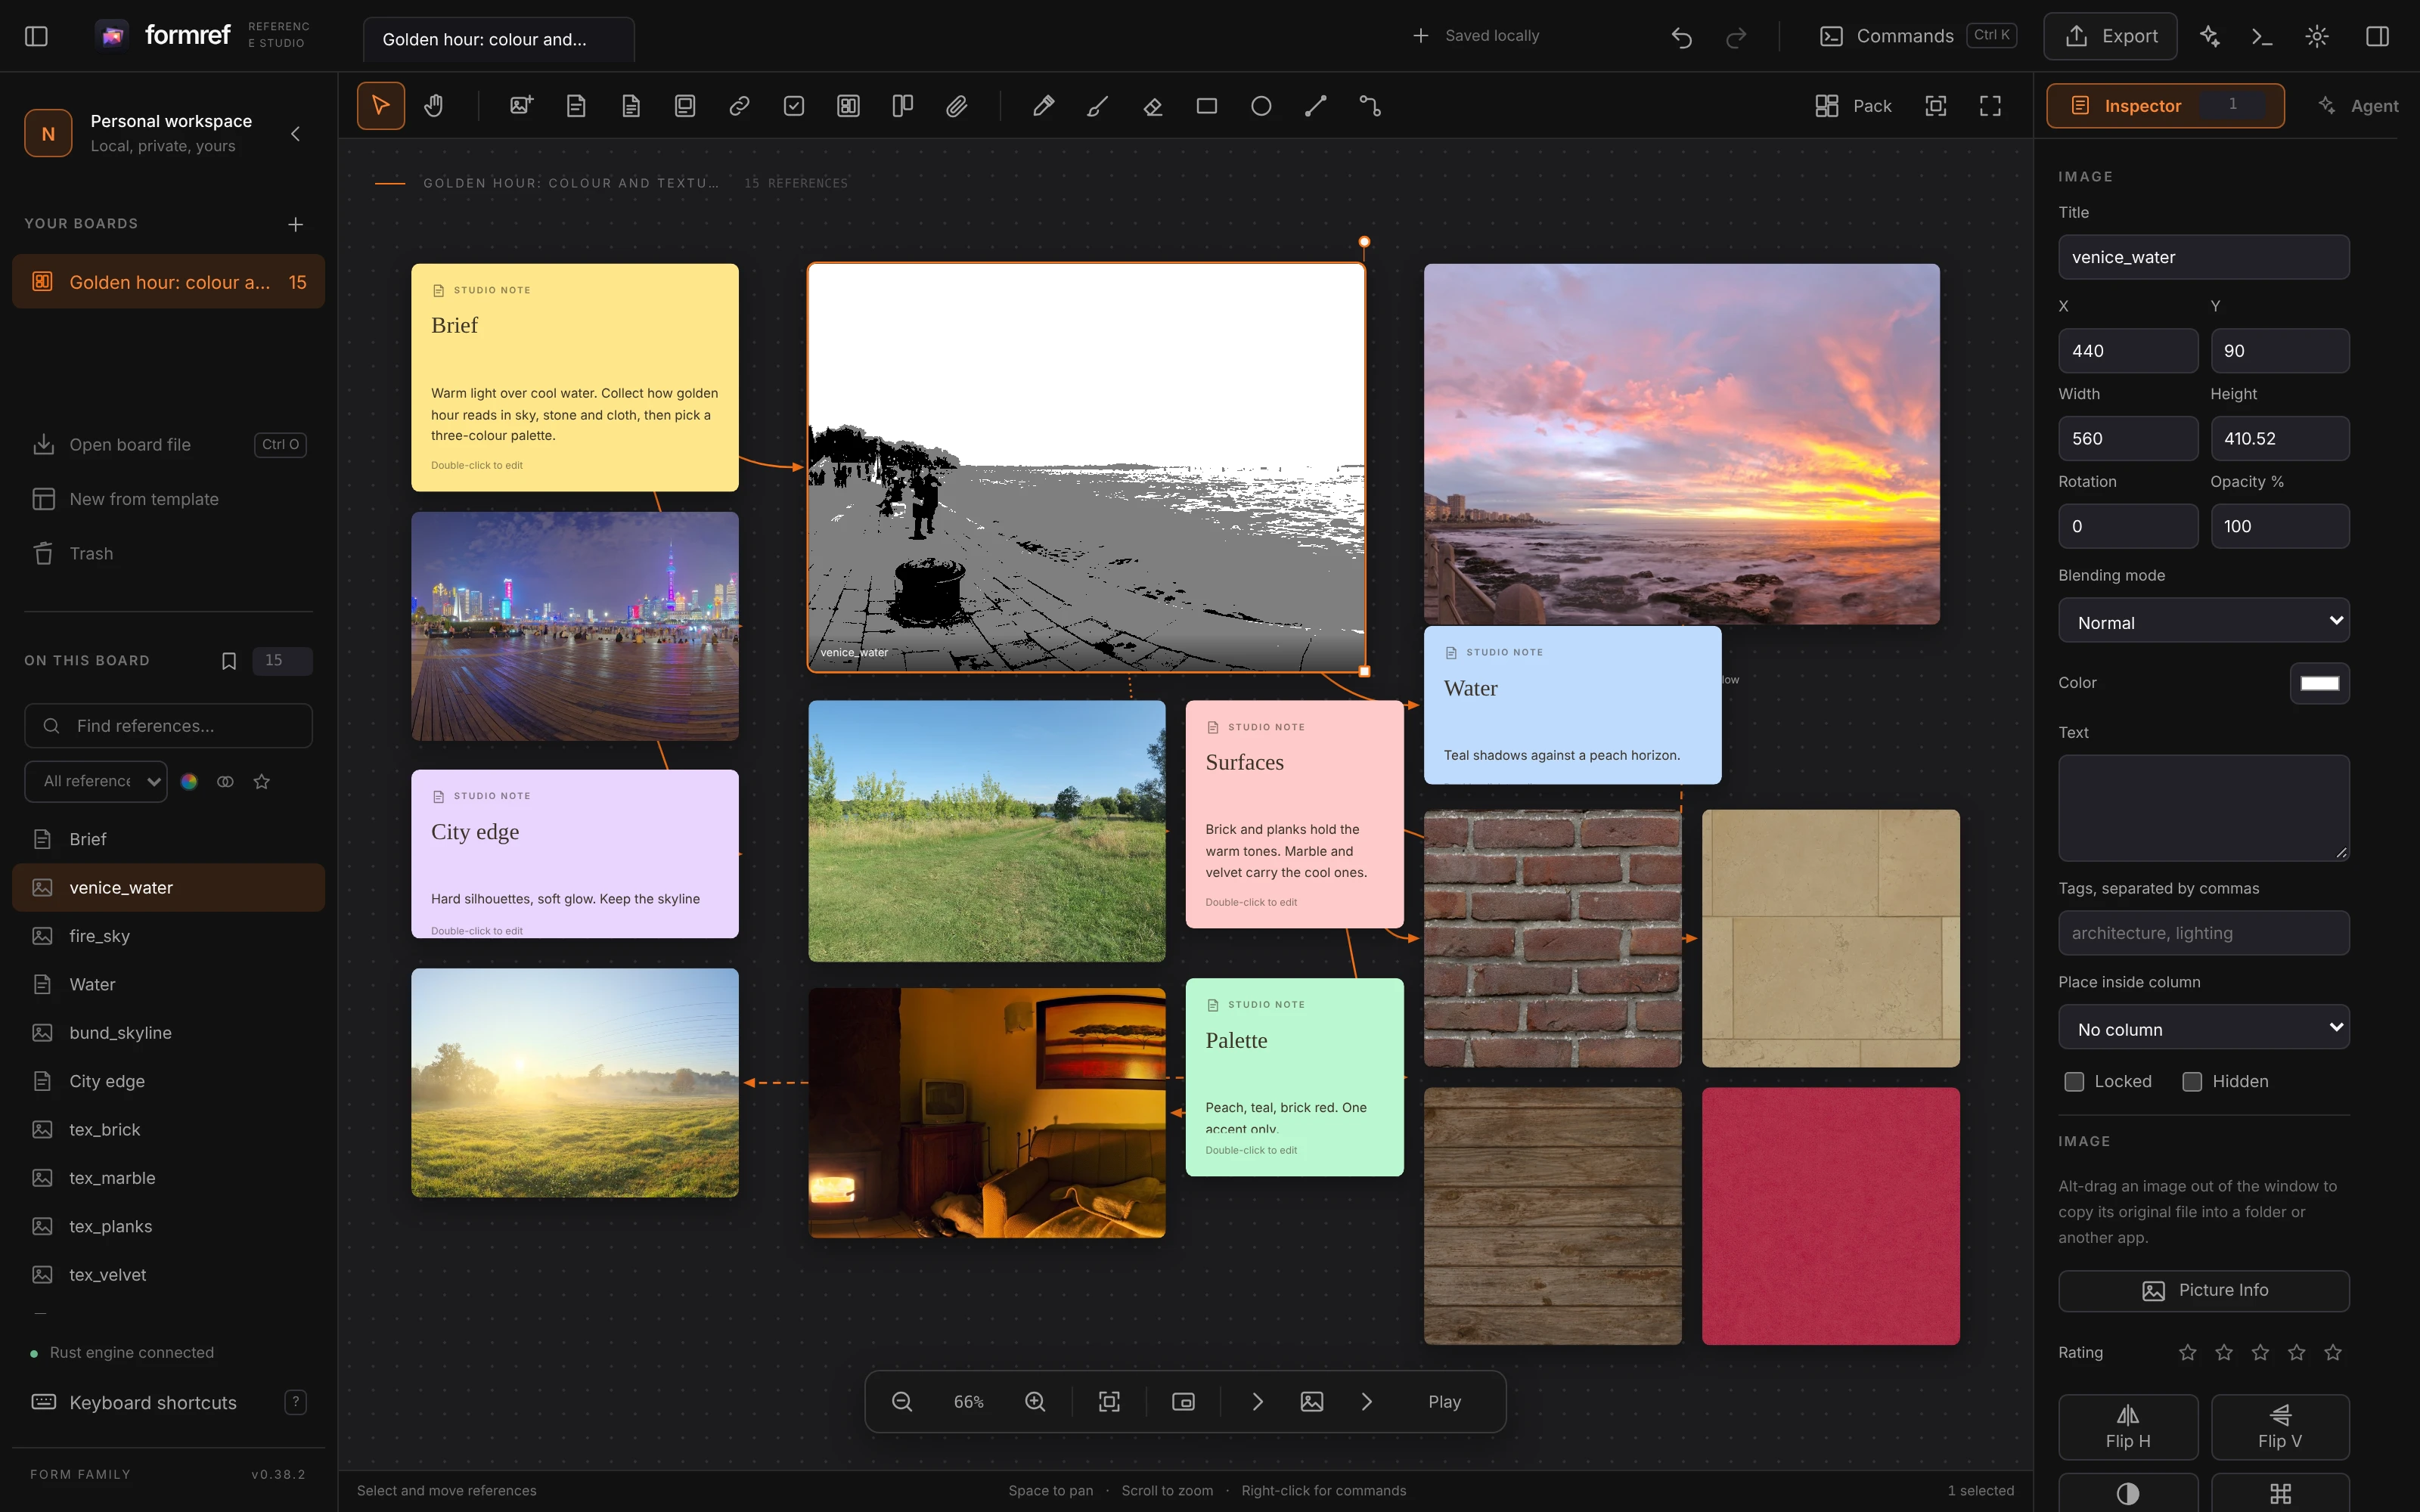 formref
REFERENC
E STUDIO
Golden hour: colour and...
Saved locally
Commands
Ctrl K
Export
N
Personal workspace
Local, private, yours
YOUR BOARDS
Golden hour: colour a...
15
Open board file
Ctrl O
New from template
Trash
ON THIS BOARD
15
Find references...
All reference
Brief
venice_water
fire_sky
Water
bund_skyline
City edge
tex_brick
tex_marble
tex_planks
tex_velvet
Rust engine connected
Keyboard shortcuts
?
FORM FAMILY
v0.38.2
Pack
GOLDEN HOUR: COLOUR AND TEXTU...
15 REFERENCES
STUDIO NOTE
Brief
Warm light over cool water. Collect how golden
hour reads in sky, stone and cloth, then pick a
three-colour palette.
Double-click to edit
venice_water
STUDIO NOTE
Water
Teal shadows against a peach horizon.
low
STUDIO NOTE
City edge
Hard silhouettes, soft glow. Keep the skyline
Double-click to edit
STUDIO NOTE
Surfaces
Brick and planks hold the
warm tones. Marble and
velvet carry the cool ones.
Double-click to edit
STUDIO NOTE
Palette
Peach, teal, brick red. One
accent only.
Double-click to edit
66%
Play
Select and move references
Space to pan · Scroll to zoom · Right-click for commands
1 selected
Inspector
1
Agent
IMAGE
Title
venice_water
X
Y
440
90
Width
Height
560
410.52
Rotation
Opacity %
0
100
Blending mode
Normal
Color
Text
Tags, separated by commas
architecture, lighting
Place inside column
No column
Locked
Hidden
IMAGE
Alt-drag an image out of the window to
copy its original file into a folder or
another app.
Picture Info
Rating
Flip H
Flip V